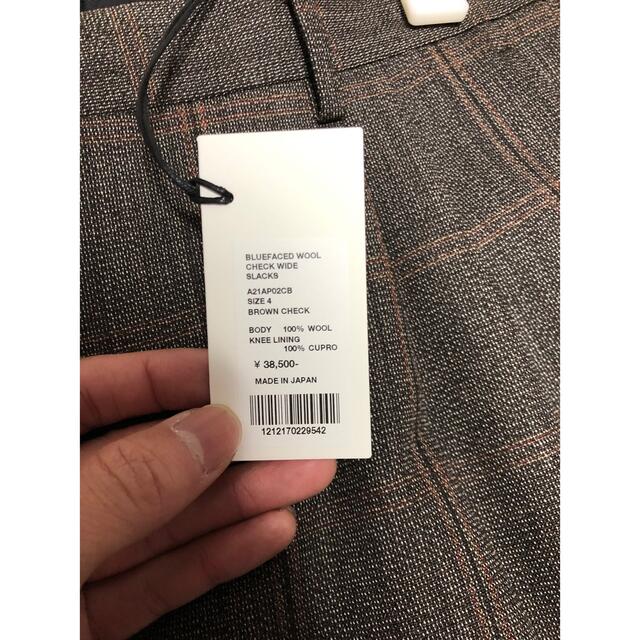 BLUEFACED WOOL
CHECK WIDE
SLACKS
A21AP02CB
SIZE 4
BROWN CHECK
BODY 100% WOOL
KNEE LINING
100% CUPRO
¥ 38,500-
MADE IN JAPAN
1212170229542